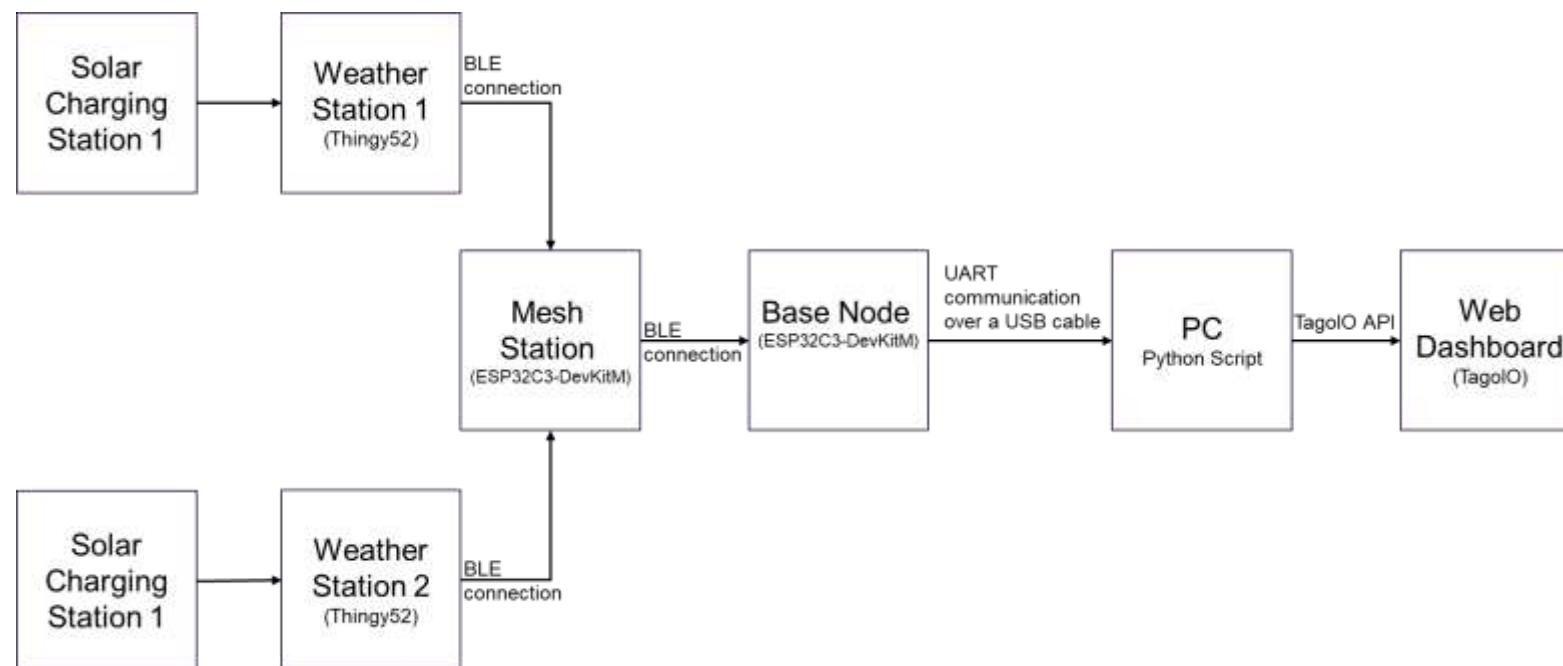 Solar
Charging
Station 1
Weather
Station 1
(Thingy52)
BLE
connection
Mesh
Station
(ESP32C3-DevKitM)
BLE
connection
Base Node
(ESP32C3-DevKitM)
UART
communication
over a USB cable
PC
Python Script
TagoIO API
Web
Dashboard
(TagoIO)
Solar
Charging
Station 1
Weather
Station 2
(Thingy52)
BLE
connection